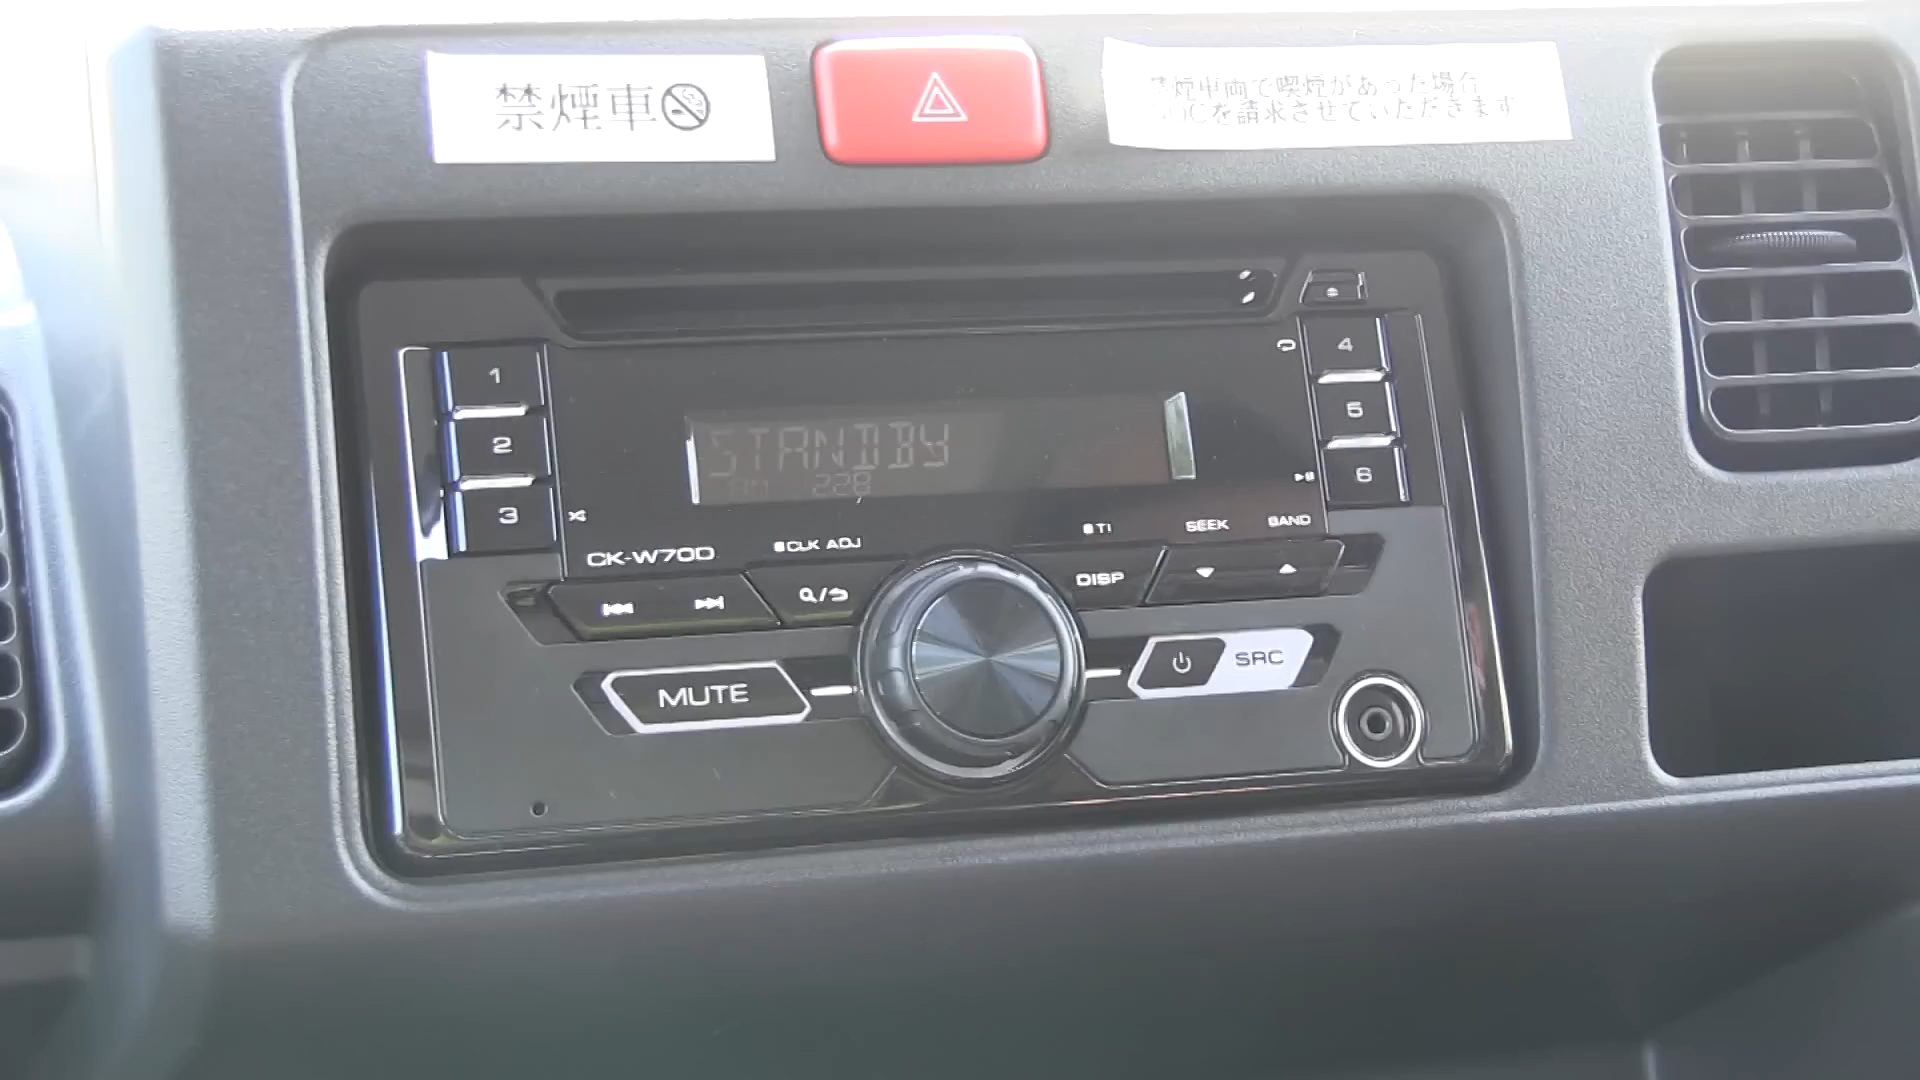 禁煙車
煙車両で喫煙があった場合
OCを請求させていただきます
1
2
3
4
5
6
STANDBY
AM 228
CK-W70D
CLK ADJ
TI
SEEK
BAND
DISP
MUTE
SRC